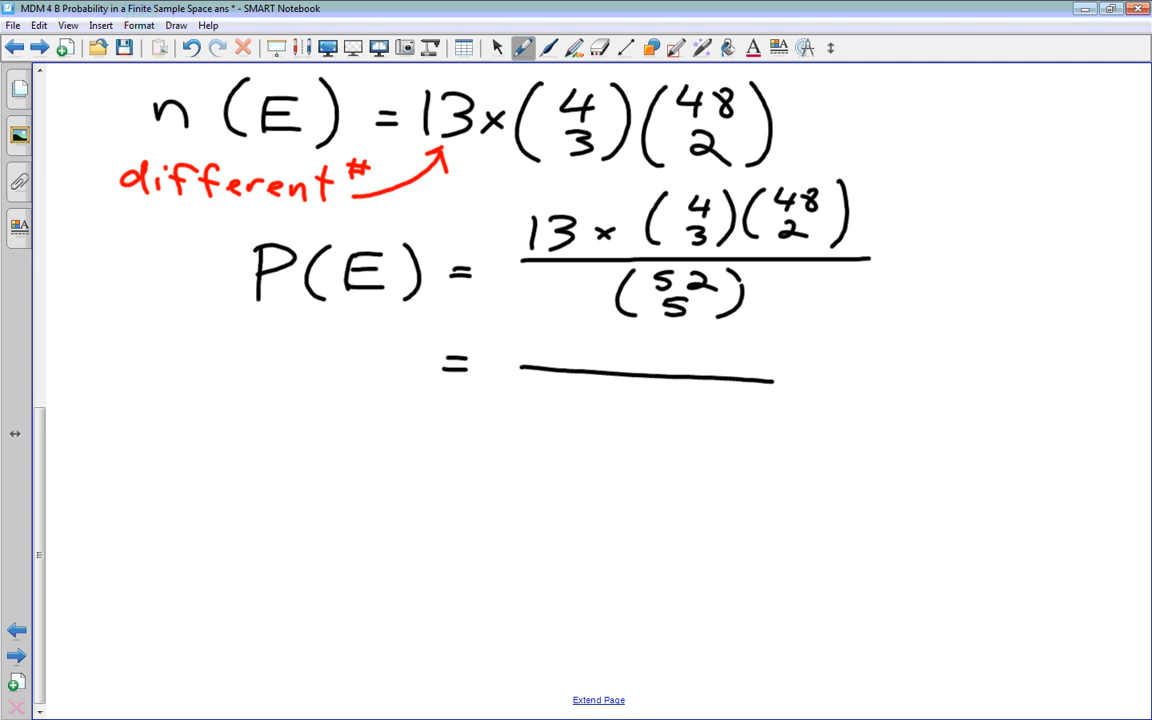 MDM 4 B Probability in a Finite Sample Space ans * - SMART Notebook
File Edit View Insert Format Draw Help
n (E) = 13 × (4 3) (48 2)
different #
13 × (4 3) (48 2)
P(E) =
(52 5)
=
Extend Page